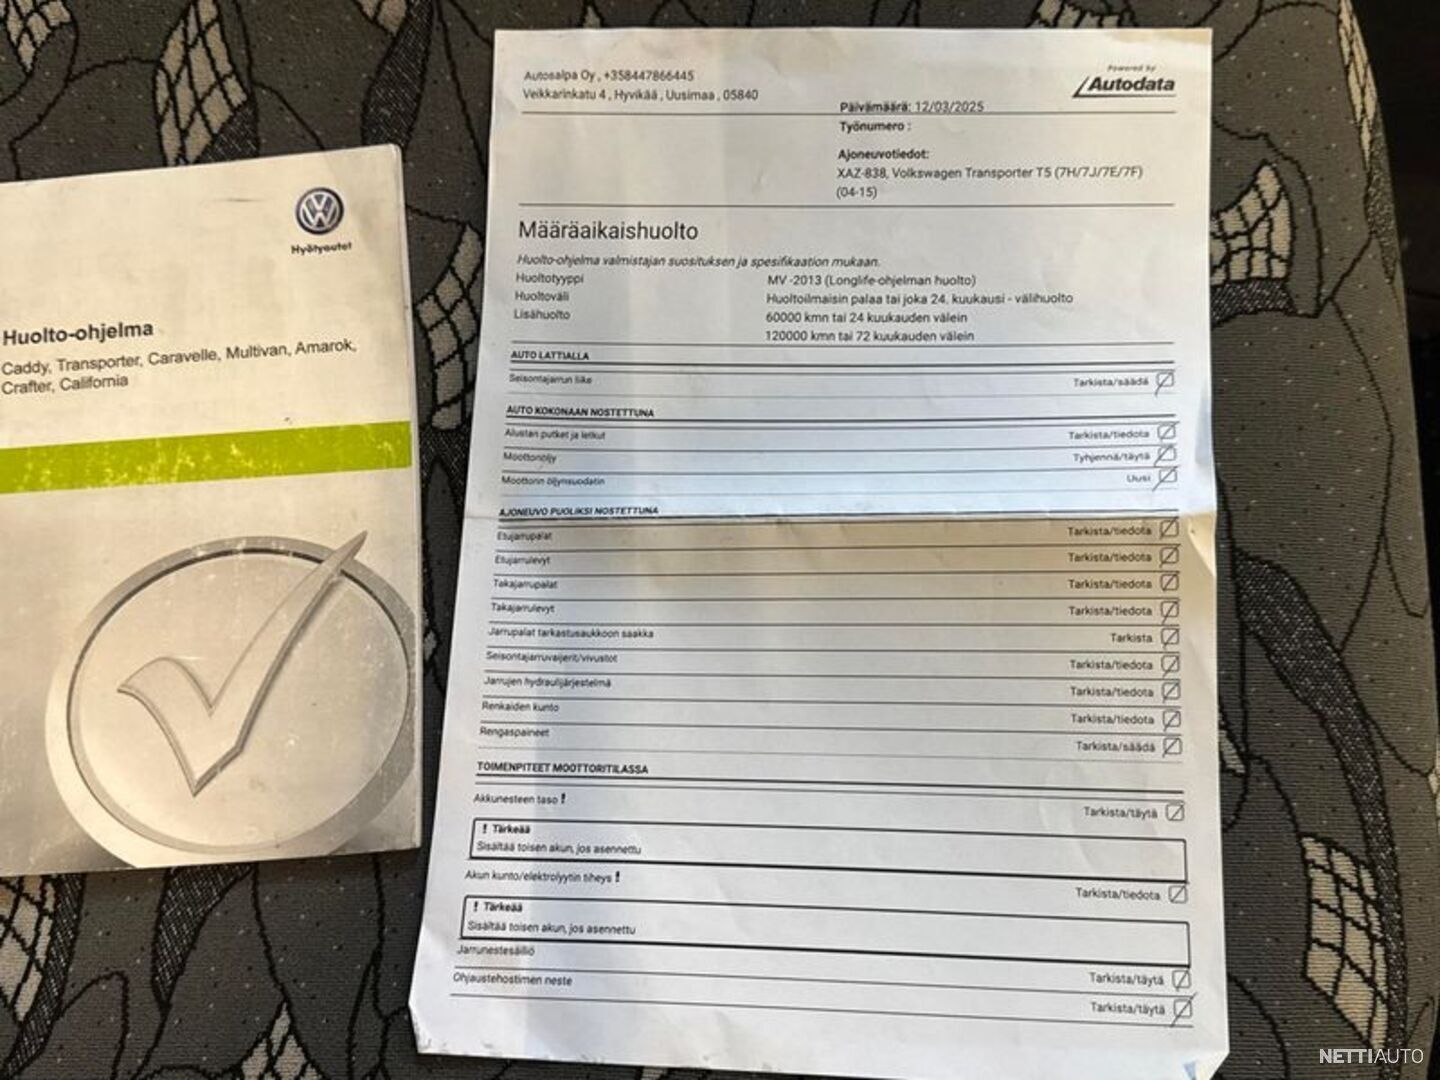 Hyötyautot
Huolto-ohjelma
Caddy, Transporter, Caravelle, Multivan, Amarok,
Crafter, California
Autosalpa Oy , +358447866445
Veikkarinkatu 4 , Hyvikää , Uusimaa , 05840
Powered by
Autodata
Päivämäärä: 12/03/2025
Työnumero :
Ajoneuvotiedot:
XAZ-838, Volkswagen Transporter T5 (7H/7J/7E/7F)
(04-15)
Määräaikaishuolto
Huolto-ohjelma valmistajan suosituksen ja spesifikaation mukaan.
Huoltotyyppi MV -2013 (Longlife-ohjelman huolto)
Huoltoväli Huoltoilmaisin palaa tai joka 24. kuukausi - välihuolto
Lisähuolto 60000 kmn tai 24 kuukauden välein
120000 kmn tai 72 kuukauden välein
AUTO LATTIALLA
Seisontajarrun liike Tarkista/säädä
AUTO KOKONAAN NOSTETTUNA
Alustan putket ja letkut Tarkista/tiedota
Moottoriöljy Tyhjennä/täytä
Moottorin öljynsuodatin Uusi
AJONEUVO PUOLIKSI NOSTETTUNA
Etujarrupalat Tarkista/tiedota
Etujarrulevyt Tarkista/tiedota
Takajarrupalat Tarkista/tiedota
Takajarrulevyt Tarkista/tiedota
Jarrupalat tarkastusaukkoon saakka Tarkista
Seisontajarruvaijerit/vivustot Tarkista/tiedota
Jarrujen hydraulijärjestelmä Tarkista/tiedota
Renkaiden kunto Tarkista/tiedota
Rengaspaineet Tarkista/säädä
TOIMENPITEET MOOTTORITILASSA
Akkunesteen taso ! Tarkista/täytä
! Tärkeää
Sisältää toisen akun, jos asennettu
Akun kunto/elektrolyytin tiheys ! Tarkista/tiedota
! Tärkeää
Sisältää toisen akun, jos asennettu
Jarrunestesäiliö Tarkista/täytä
Ohjaustehostimen neste Tarkista/täytä
NETTIAUTO